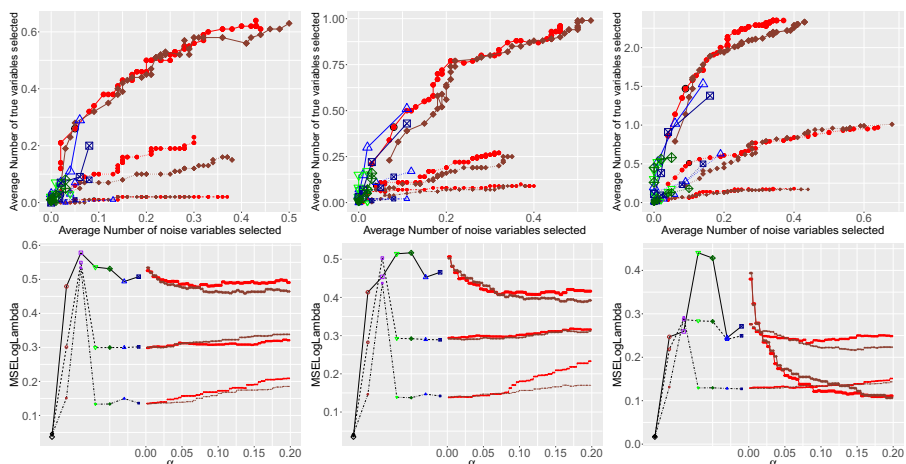 Average Number of true variables selected
0.6
0.4
0.2
0.0
0.0 0.1 0.2 0.3 0.4 0.5
Average Number of noise variables selected
Average Number of true variables selected
1.00
0.75
0.50
0.25
0.00
0.0 0.2 0.4
Average Number of noise variables selected
Average Number of true variables selected
2.0
1.5
1.0
0.5
0.0
0.0 0.2 0.4 0.6
Average Number of noise variables selected
MSELogLambda
0.6
0.5
0.4
0.3
0.2
0.1
0.00 0.05 0.10 0.15 0.20
α
MSELogLambda
0.5
0.4
0.3
0.2
0.1
0.00 0.05 0.10 0.15 0.20
α
MSELogLambda
0.4
0.3
0.2
0.1
0.0
0.00 0.05 0.10 0.15 0.20
α